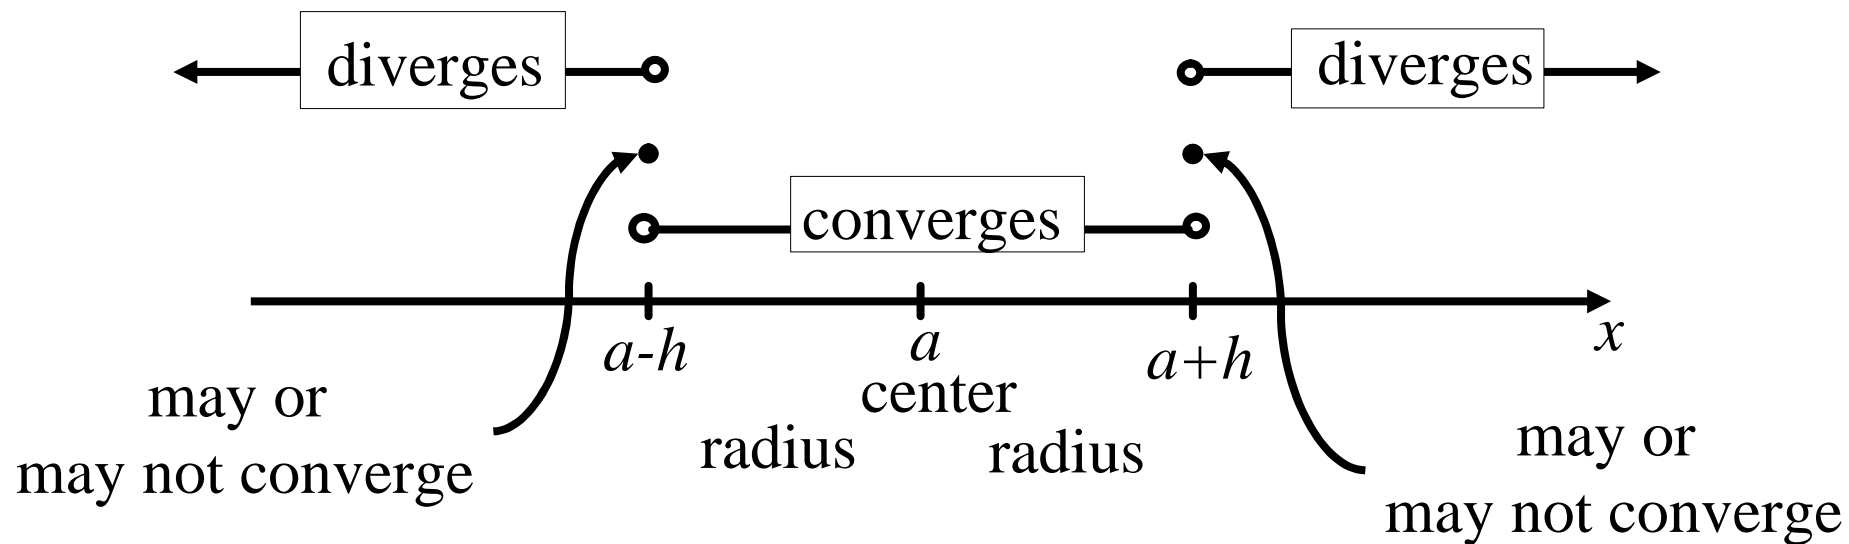 diverges
diverges
converges
x
a-h
a
a+h
center
may or
may not converge
radius
radius
may or
may not converge